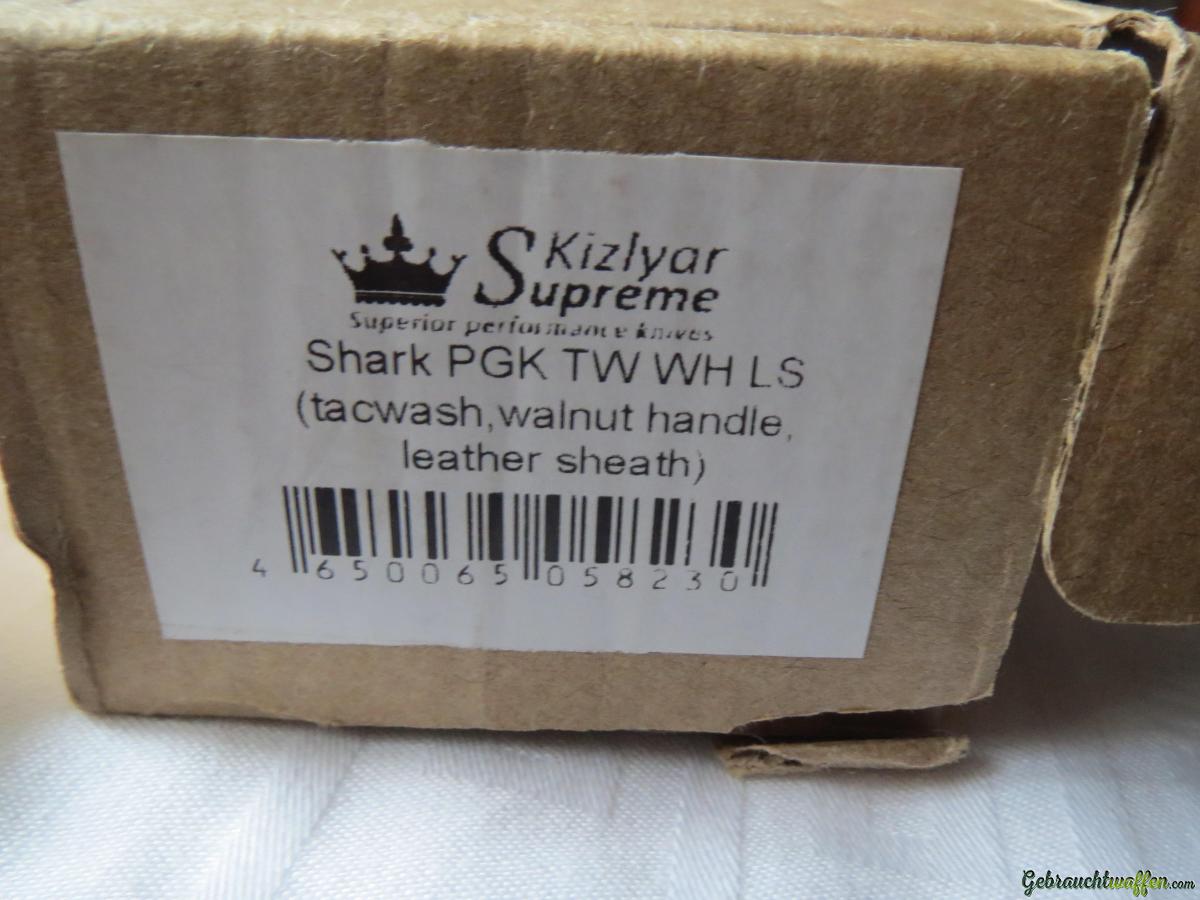 Kizlyar
Supreme
Superior performance knives
Shark PGK TW WH LS
(tacwash, walnut handle,
leather sheath)
4 650065 058230
Gebrauchtwaffen.com